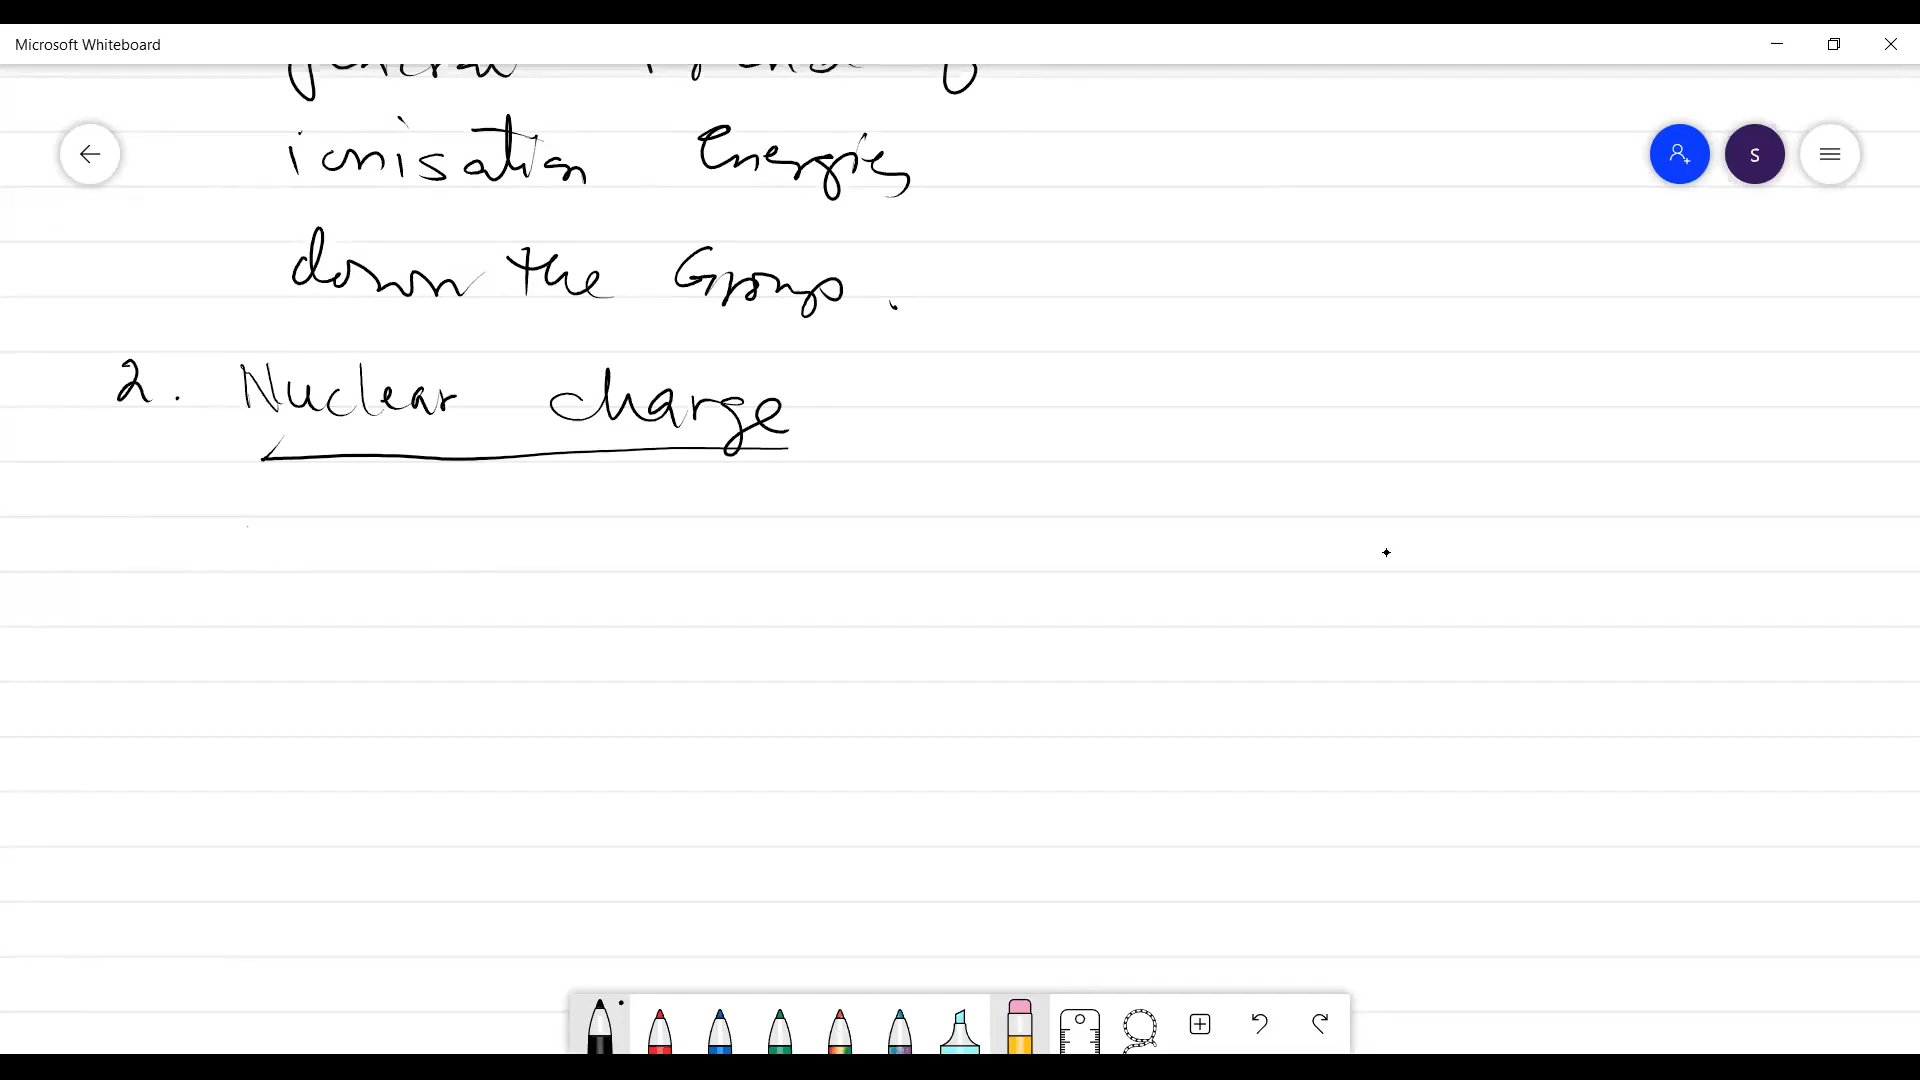 Microsoft Whiteboard
ionisation Energies
down the Group.
S
2. Nuclear charge